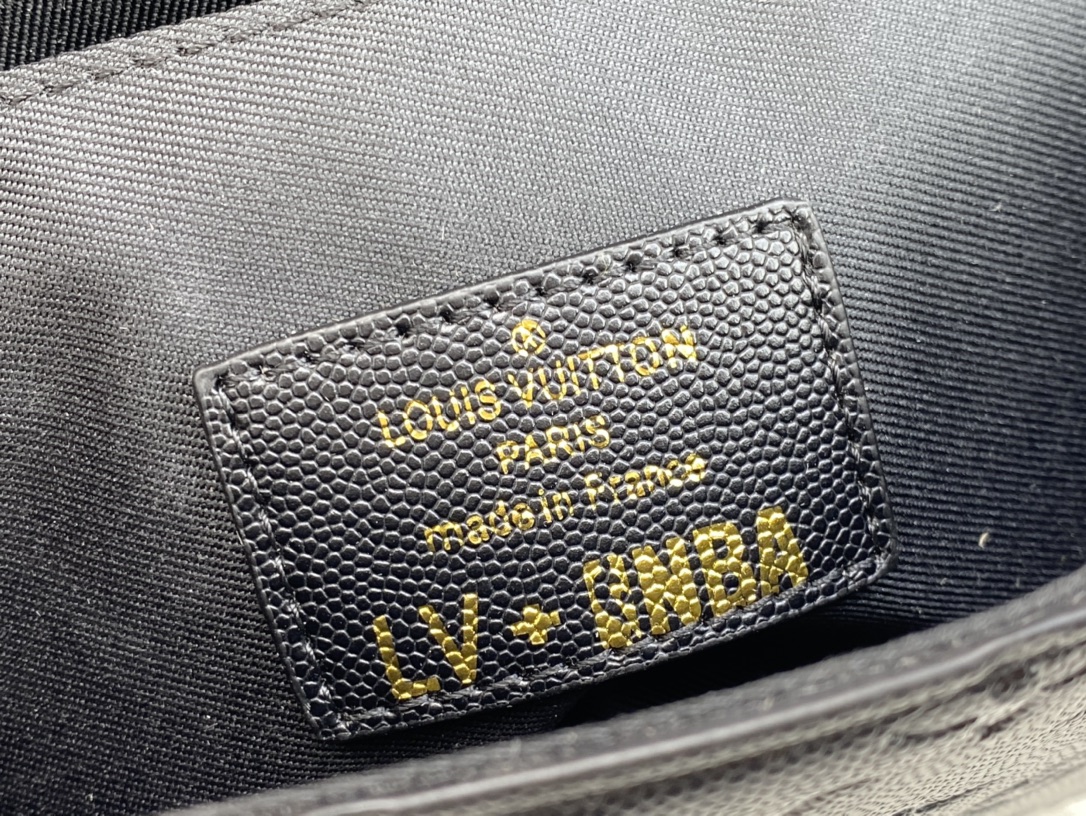 LOUIS VUITTON
PARIS
made in France
LV + NBA